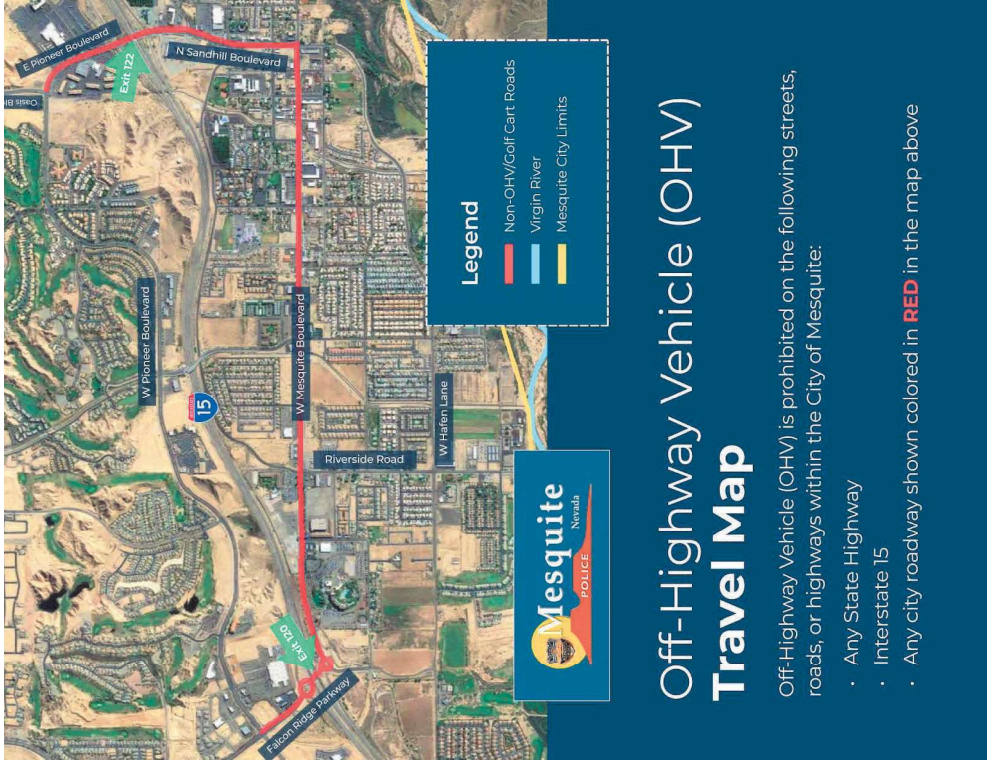 Oasis Bl
E Pioneer Boulevard
Exit 122
N Sandhill Boulevard
W Pioneer Boulevard
INTERSTATE
15
W Mesquite Boulevard
Riverside Road
W Hafen Lane
Exit 120
Falcon Ridge Parkway
Legend
Non-OHV/Golf Cart Roads
Virgin River
Mesquite City Limits
Mesquite
Nevada
POLICE
Off-Highway Vehicle (OHV)
Travel Map
Off-Highway Vehicle (OHV) is prohibited on the following streets,
roads, or highways within the City of Mesquite:
· Any State Highway
· Interstate 15
· Any city roadway shown colored in RED in the map above